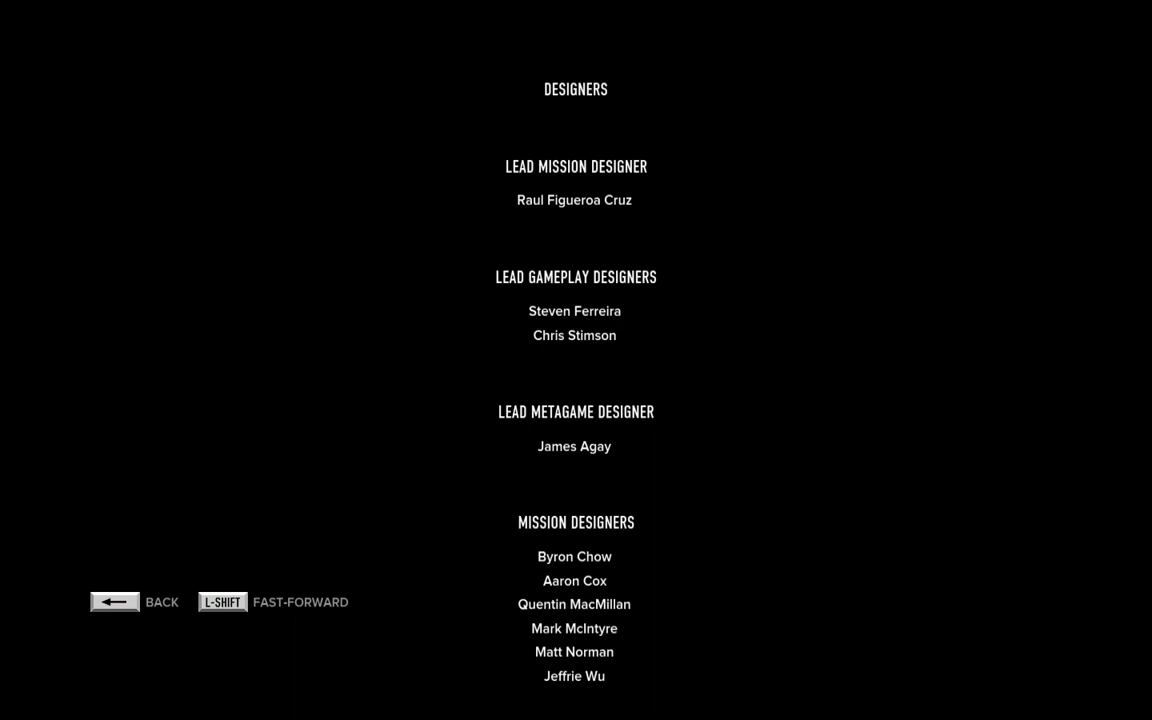 DESIGNERS
LEAD MISSION DESIGNER
Raul Figueroa Cruz
LEAD GAMEPLAY DESIGNERS
Steven Ferreira
Chris Stimson
LEAD METAGAME DESIGNER
James Agay
MISSION DESIGNERS
Byron Chow
Aaron Cox
Quentin MacMillan
Mark McIntyre
Matt Norman
Jeffrie Wu
← BACK L-SHIFT FAST-FORWARD